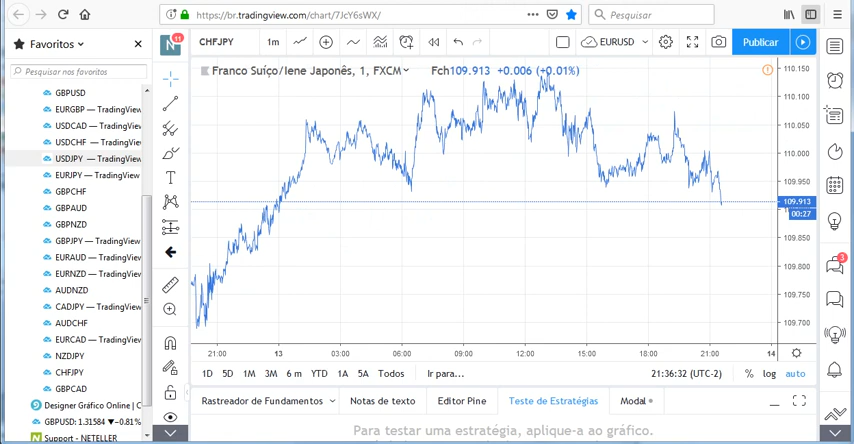 https://br.tradingview.com/chart/7JcY6sWX/
Pesquisar
Favoritos
Pesquisar nos favoritos
GBPUSD
EURGBP — TradingView
USDCAD — TradingView
USDCHF — TradingView
USDJPY — TradingView
EURJPY — TradingView
GBPCHF
GBPAUD
GBPNZD
GBPJPY — TradingView
EURAUD — TradingView
EURNZD — TradingView
AUDNZD
CADJPY — TradingView
AUDCHF
EURCAD — TradingView
NZDJPY
CHFJPY
GBPCAD
Designer Gráfico Online | C
GBPUSD: 1.31584 ▼−0.81%
Support - NETELLER
N 11
CHFJPY 1m EURUSD Publicar
Franco Suíço/Iene Japonês, 1, FXCM Fch109.913 +0.006 (+0.01%)
110.150
110.100
110.050
110.000
109.950
109.913
00:27
109.850
109.800
109.750
109.700
21:00 13 03:00 06:00 09:00 12:00 15:00 18:00 21:00 14
1D 5D 1M 3M 6 m YTD 1A 5A Todos Ir para... 21:36:32 (UTC-2) % log auto
Rastreador de Fundamentos Notas de texto Editor Pine Teste de Estratégias Modal
Para testar uma estratégia, aplique-a ao gráfico.
3